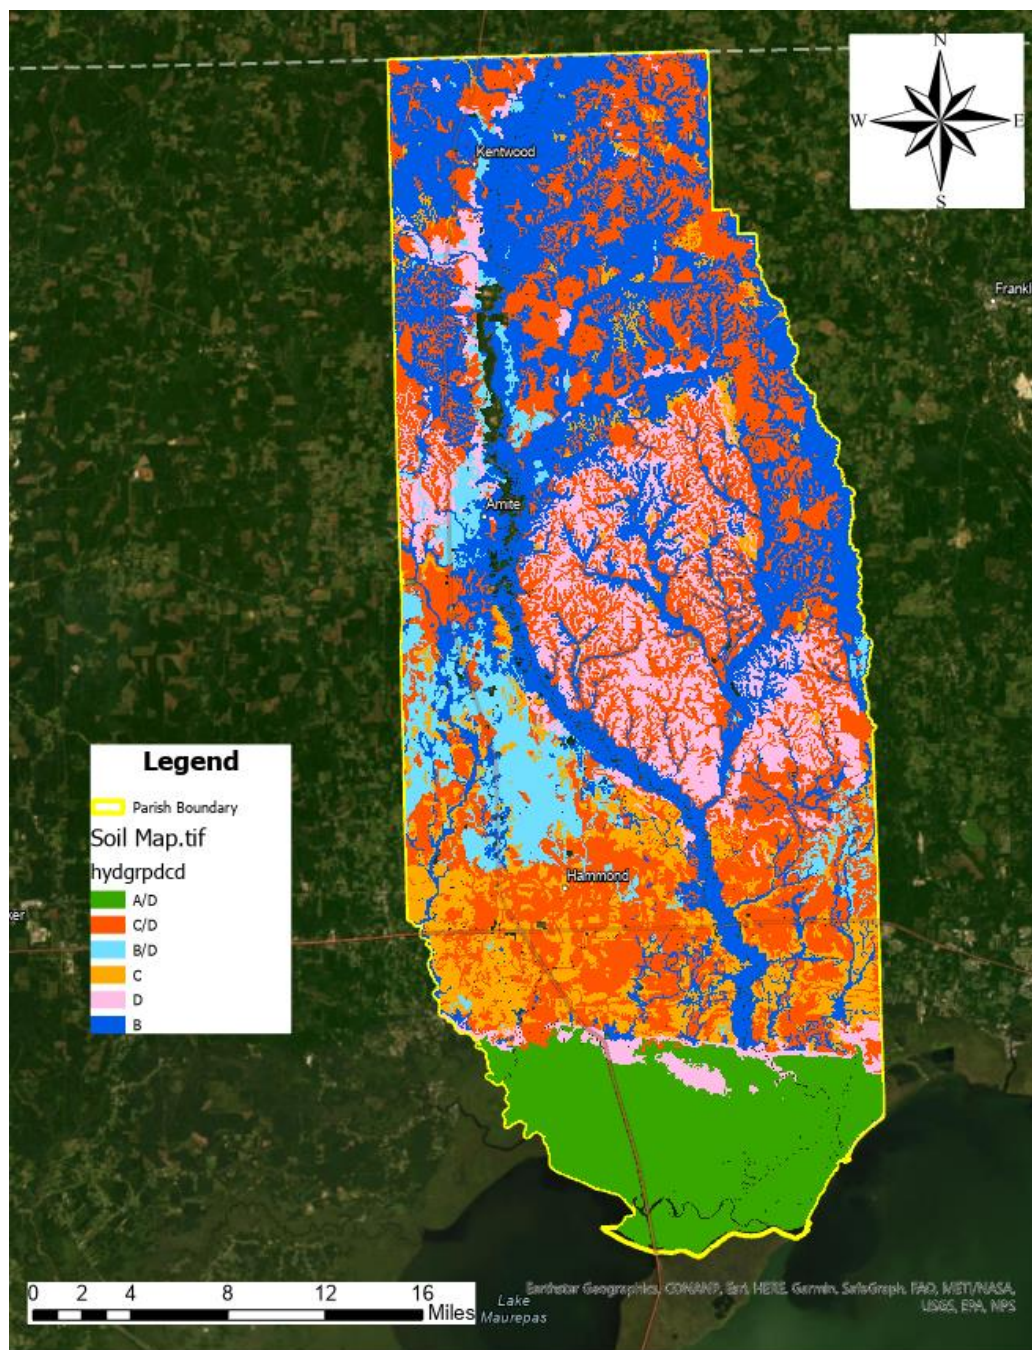 N
W
E
S
Kentwood
Frankl
Amite
Legend
Parish Boundary
Soil Map.tif
hydgrpdcd
A/D
C/D
B/D
C
D
B
Hammond
ker
0 2 4 8 12 16
Miles
Lake
Maurepas
Earthstar Geographics, CONANP, Esri, HERE, Garmin, SafeGraph, FAO, METI/NASA,
USGS, EPA, NPS